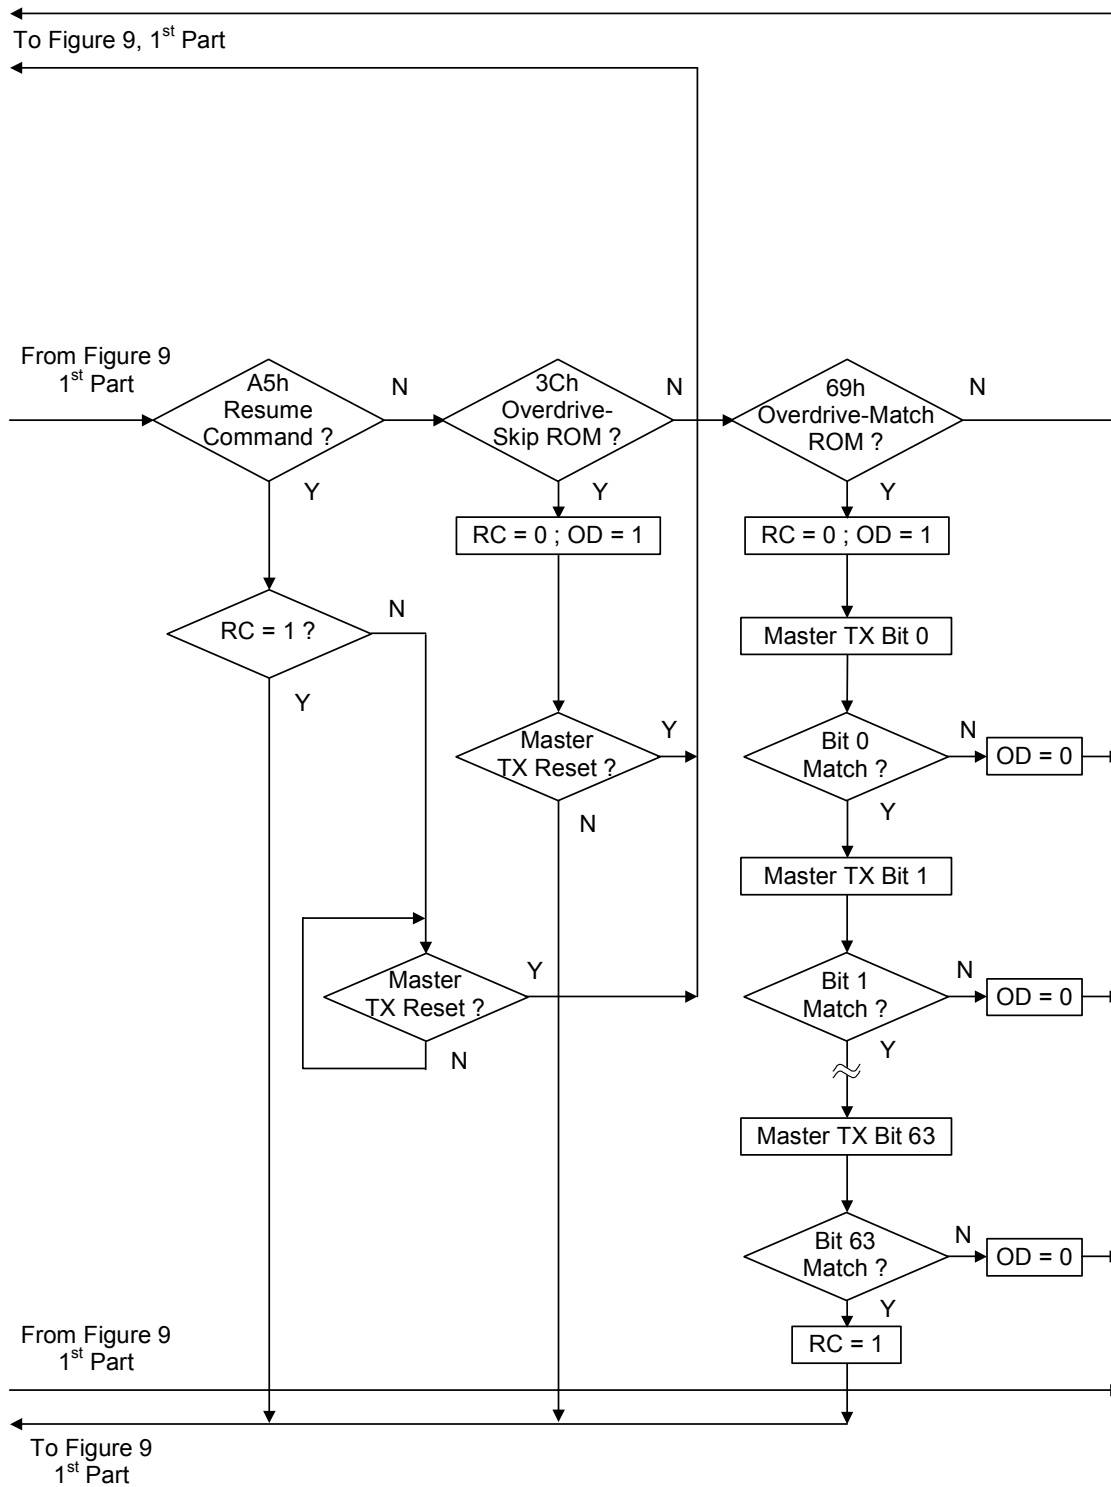 To Figure 9, 1st Part
From Figure 9
1st Part
A5h
Resume
Command ?
N
Y
3Ch
Overdrive-
Skip ROM ?
N
Y
69h
Overdrive-Match
ROM ?
N
Y
RC = 0 ; OD = 1
RC = 0 ; OD = 1
RC = 1 ?
N
Y
Master TX Bit 0
Master
TX Reset ?
Y
N
Bit 0
Match ?
N
OD = 0
Y
Master TX Bit 1
Master
TX Reset ?
Y
N
Bit 1
Match ?
N
OD = 0
Y
Master TX Bit 63
Bit 63
Match ?
N
OD = 0
Y
RC = 1
From Figure 9
1st Part
To Figure 9
1st Part